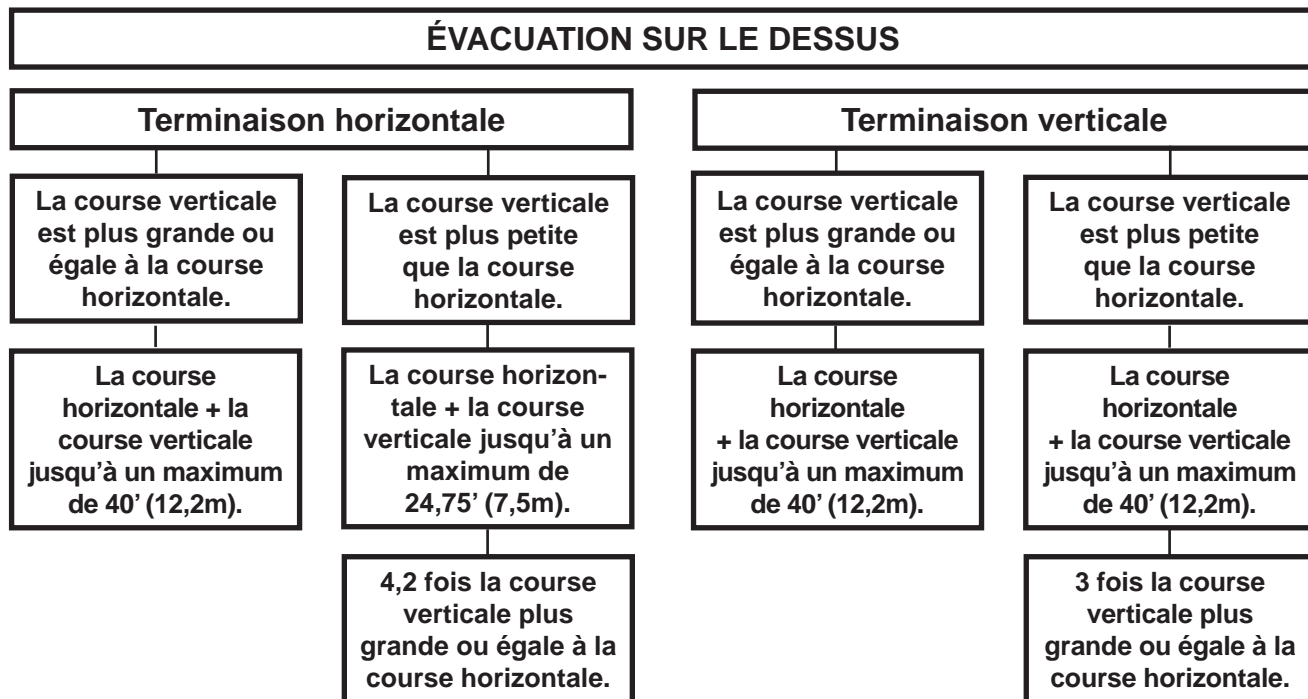 ÉVACUATION SUR LE DESSUS
Terminaison horizontale
La course verticale
est plus grande ou
égale à la course
horizontale.
La course
horizontale + la
course verticale
jusqu’à un maximum
de 40’ (12,2m).
La course verticale
est plus petite
que la course
horizontale.
La course horizon-
tale + la course
verticale jusqu’à un
maximum de
24,75’ (7,5m).
4,2 fois la course
verticale plus
grande ou égale à la
course horizontale.
Terminaison verticale
La course verticale
est plus grande ou
égale à la course
horizontale.
La course
horizontale
+ la course verticale
jusqu’à un maximum
de 40’ (12,2m).
La course verticale
est plus petite
que la course
horizontale.
La course
horizontale
+ la course verticale
jusqu’à un maximum
de 40’ (12,2m).
3 fois la course
verticale plus
grande ou égale à la
course horizontale.